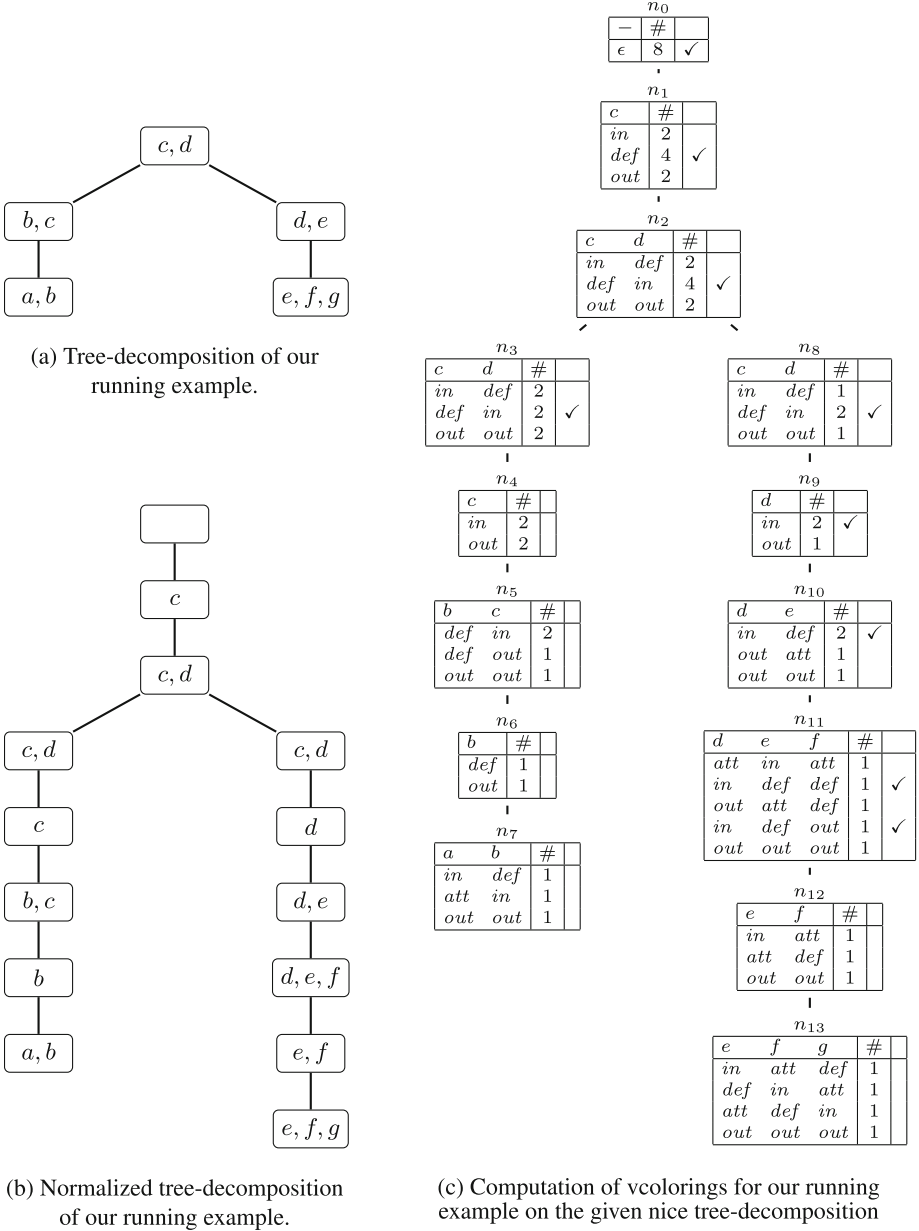 c, d
b, c d, e
a, b e, f, g
(a) Tree-decomposition of our
running example.
c
c, d
c, d c, d
c d
b, c d, e
b d, e, f
a, b e, f
e, f, g
(b) Normalized tree-decomposition
of our running example.
n0
− #
ϵ 8 ✓
n1
c #
in 2
def 4 ✓
out 2
n2
c d #
in def 2
def in 4 ✓
out out 2
n3
c d #
in def 2
def in 2 ✓
out out 2
n4
c #
in 2
out 2
n5
b c #
def in 2
def out 1
out out 1
n6
b #
def 1
out 1
n7
a b #
in def 1
att in 1
out out 1
n8
c d #
in def 1
def in 2 ✓
out out 1
n9
d #
in 2 ✓
out 1
n10
d e #
in def 2 ✓
out att 1
out out 1
n11
d e f #
att in att 1
in def def 1 ✓
out att def 1
in def out 1 ✓
out out out 1
n12
e f #
in att 1
att def 1
out out 1
n13
e f g #
in att def 1
def in att 1
att def in 1
out out out 1
(c) Computation of vcolorings for our running
example on the given nice tree-decomposition